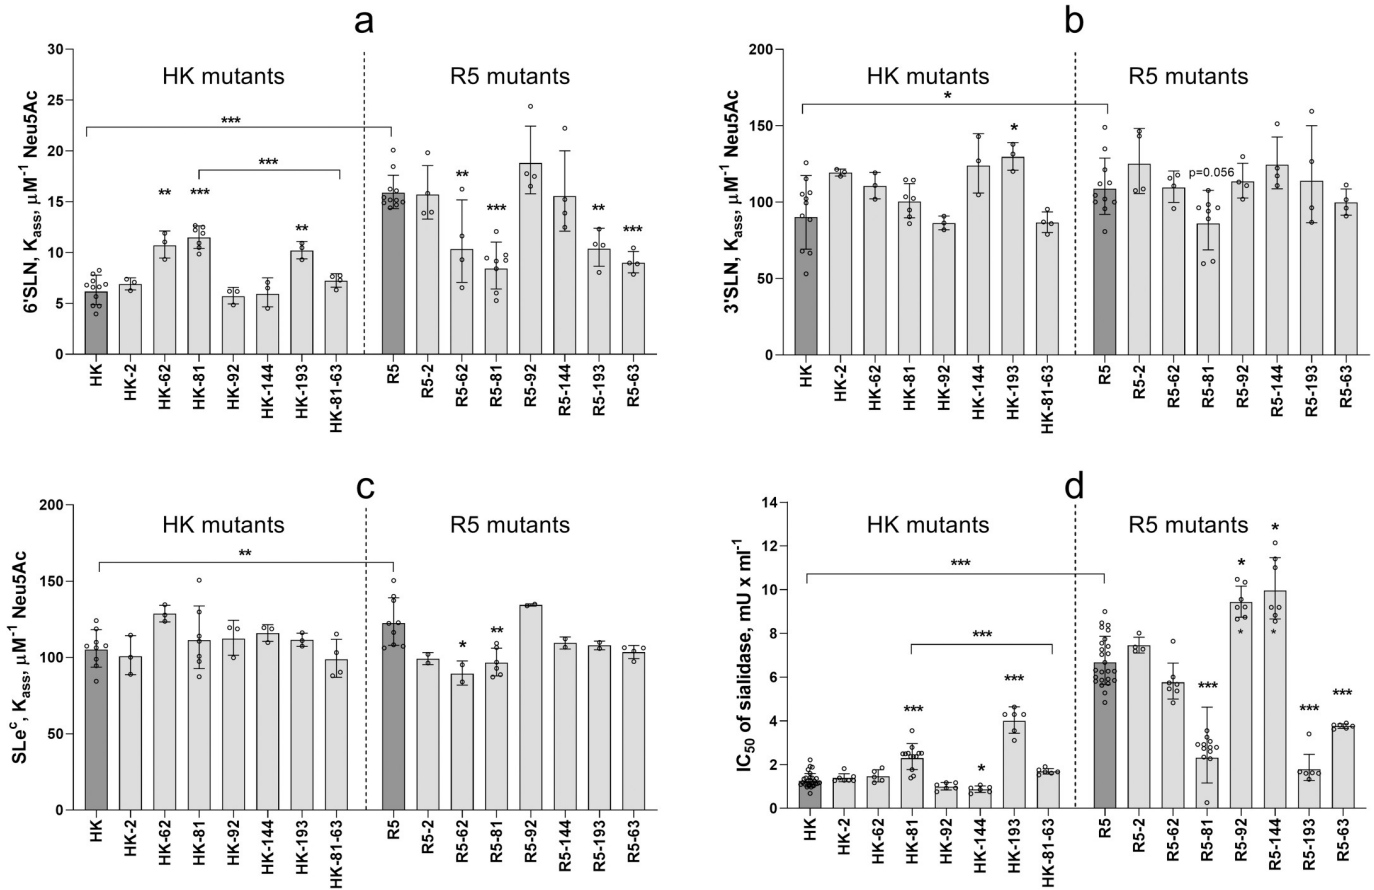 a
30
25
20
15
10
5
0
6'SLN, Kass, μM-1 Neu5Ac
HK mutants
R5 mutants
***
***
**
***
**
**
***
**
***
HK
HK-2
HK-62
HK-81
HK-92
HK-144
HK-193
HK-81-63
R5
R5-2
R5-62
R5-81
R5-92
R5-144
R5-193
R5-63
b
200
150
100
50
0
3'SLN, Kass, μM-1 Neu5Ac
HK mutants
R5 mutants
*
*
p=0.056
HK
HK-2
HK-62
HK-81
HK-92
HK-144
HK-193
HK-81-63
R5
R5-2
R5-62
R5-81
R5-92
R5-144
R5-193
R5-63
c
200
150
100
50
0
SLec, Kass, μM-1 Neu5Ac
HK mutants
R5 mutants
**
*
**
HK
HK-2
HK-62
HK-81
HK-92
HK-144
HK-193
HK-81-63
R5
R5-2
R5-62
R5-81
R5-92
R5-144
R5-193
R5-63
d
14
12
10
8
6
4
2
0
IC50 of sialidase, mU x ml-1
HK mutants
R5 mutants
***
***
***
*
***
***
*
*
*
*
***
***
HK
HK-2
HK-62
HK-81
HK-92
HK-144
HK-193
HK-81-63
R5
R5-2
R5-62
R5-81
R5-92
R5-144
R5-193
R5-63